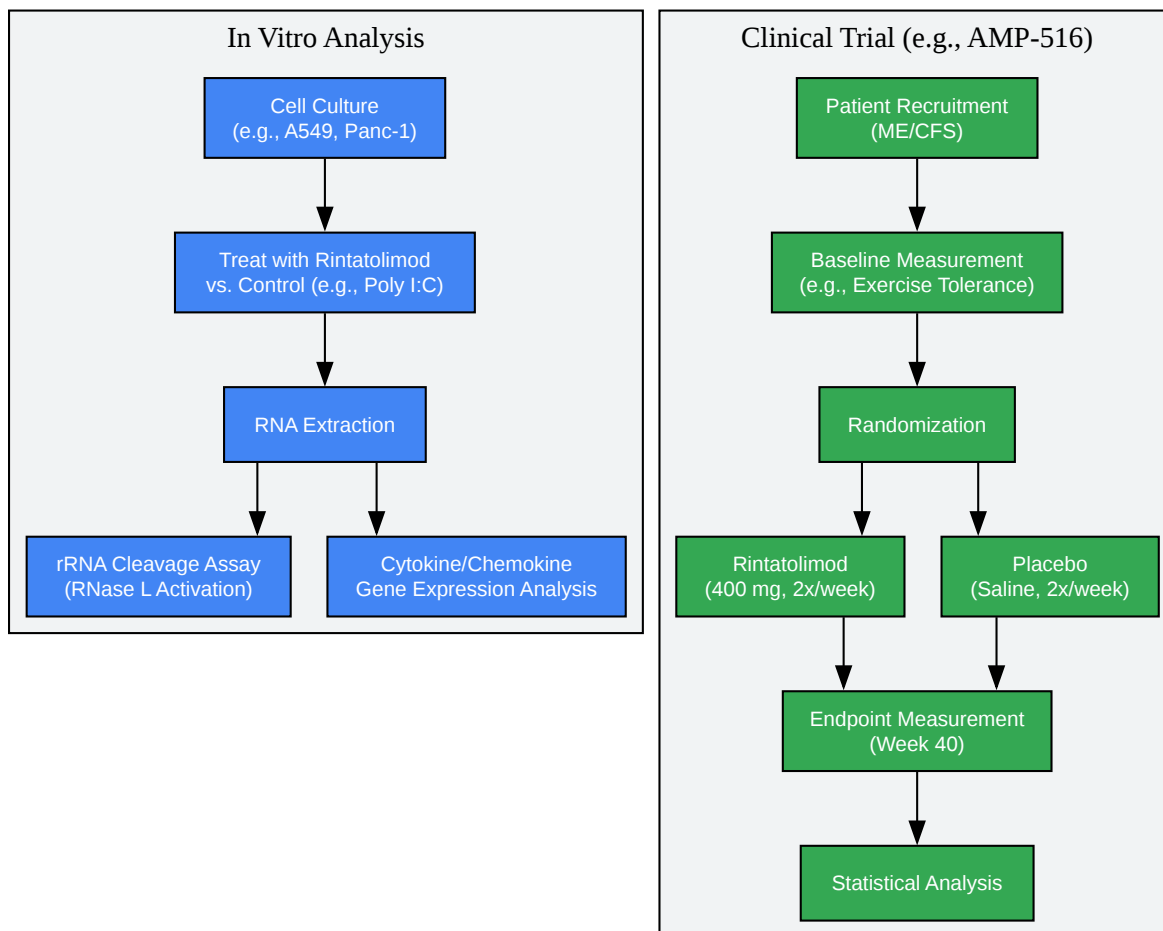 In Vitro Analysis
Cell Culture
(e.g., A549, Panc-1)
Treat with Rintatolimod
vs. Control (e.g., Poly I:C)
RNA Extraction
rRNA Cleavage Assay
(RNase L Activation)
Cytokine/Chemokine
Gene Expression Analysis
Clinical Trial (e.g., AMP-516)
Patient Recruitment
(ME/CFS)
Baseline Measurement
(e.g., Exercise Tolerance)
Randomization
Rintatolimod
(400 mg, 2x/week)
Placebo
(Saline, 2x/week)
Endpoint Measurement
(Week 40)
Statistical Analysis